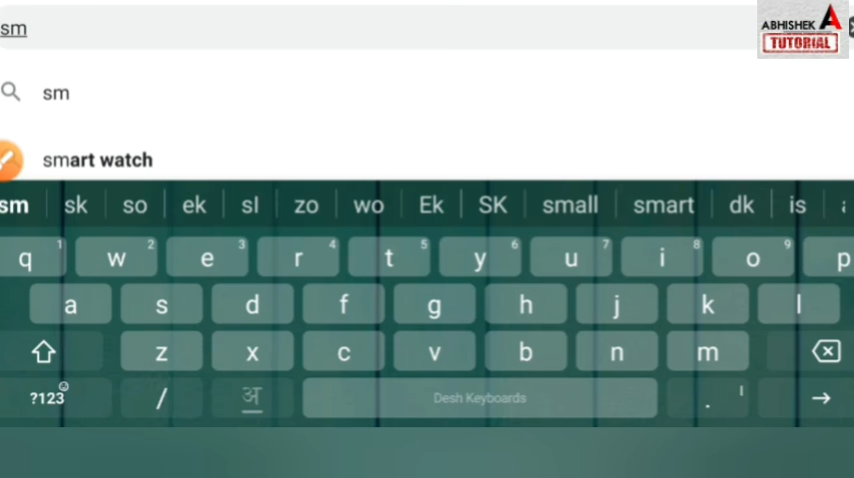 sm
ABHISHEK A
TUTORIAL
sm
smart watch
sm sk so ek sl zo wo Ek SK small smart dk is
q 1 w 2 e 3 r 4 t 5 y 6 u 7 i 8 o 9 p
a s d f g h j k l
z x c v b n m
?123 / अ Desh Keyboards . |